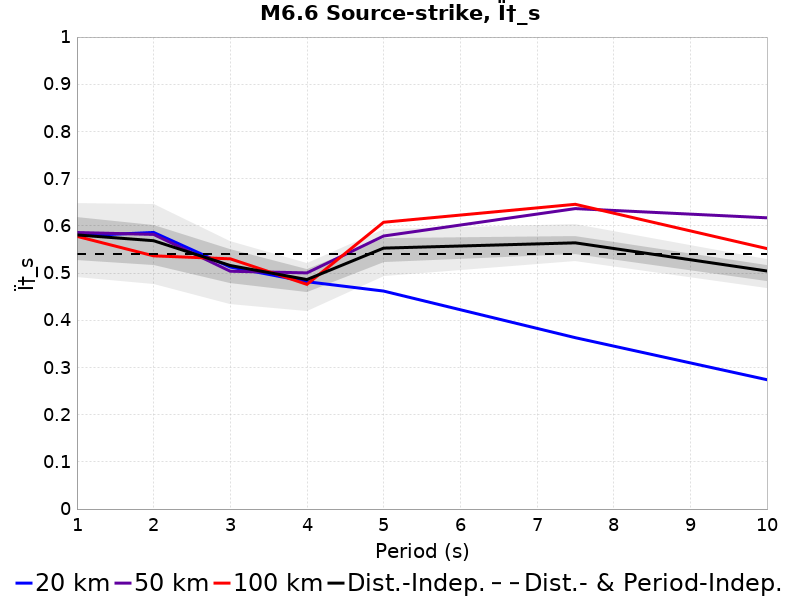 M6.6 Source-strike, Ï†_s
1
0.9
0.8
0.7
0.6
0.5
0.4
0.3
0.2
0.1
0
Ï†_s
1 2 3 4 5 6 7 8 9 10
Period (s)
20 km 50 km 100 km Dist.-Indep. Dist.- & Period-Indep.